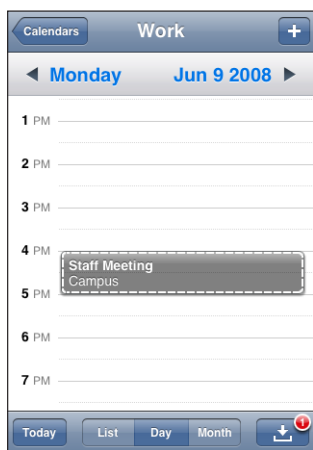 Calendars
Work
+
Monday
Jun 9 2008
1 PM
2 PM
3 PM
4 PM
Staff Meeting
Campus
5 PM
6 PM
7 PM
Today
List
Day
Month
1